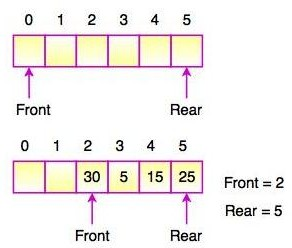 0 1 2 3 4 5
Front Rear
0 1 2 3 4 5
30 5 15 25
Front = 2
Rear = 5
Front Rear